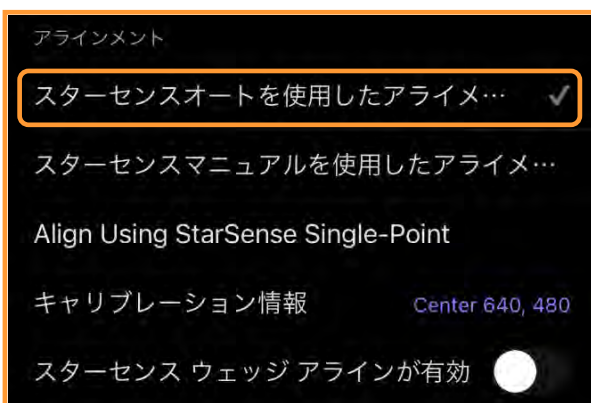 アラインメント
スターセンスオートを使用したアライメ…
スターセンスマニュアルを使用したアライメ…
Align Using StarSense Single-Point
キャリブレーション情報 Center 640, 480
スターセンス ウェッジ アラインが有効